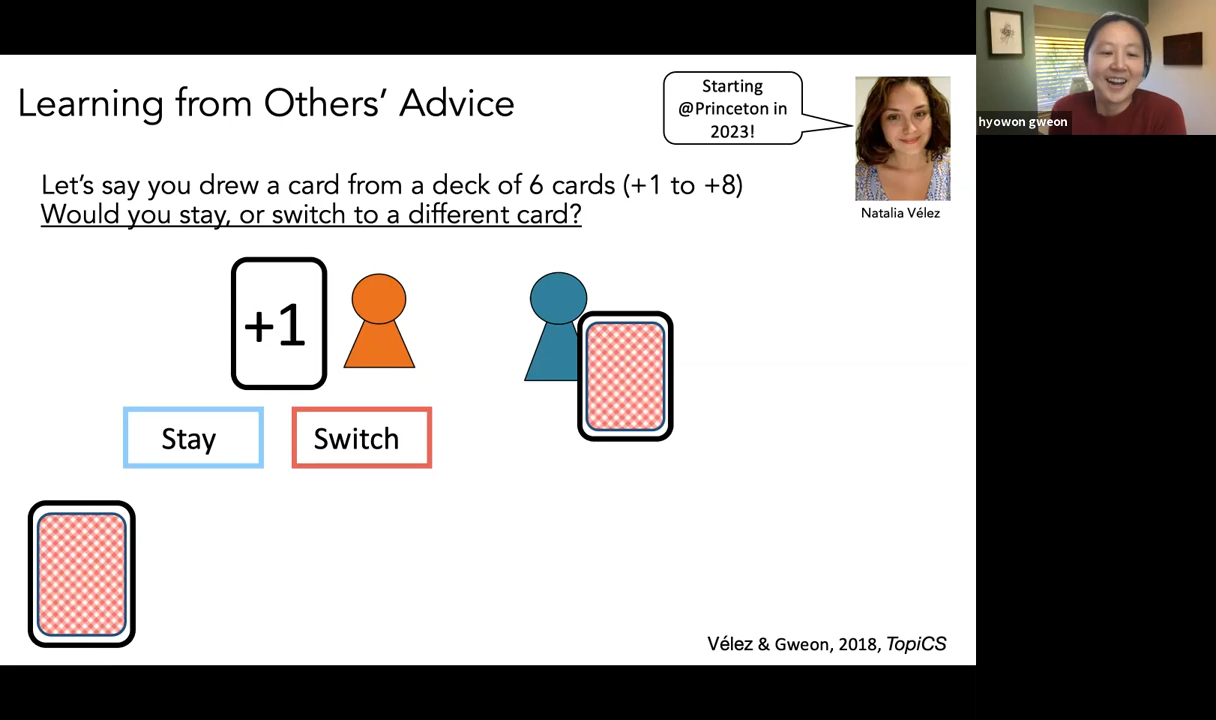 Learning from Others' Advice
Starting
@Princeton in
2023!
hyowon gweon
Let's say you drew a card from a deck of 6 cards (+1 to +8)
Would you stay, or switch to a different card?
Natalia Vélez
+1
Stay
Switch
Vélez & Gweon, 2018, TopiCS